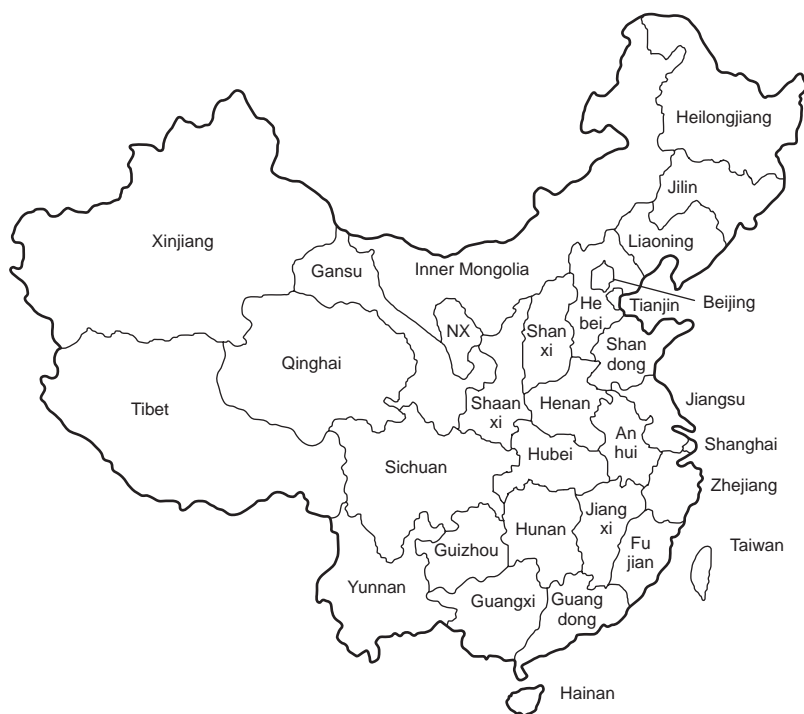 Heilongjiang
Jilin
Liaoning
Xinjiang
Gansu
Inner Mongolia
Beijing
Tianjin
He
bei
NX
Shan
xi
Shan
dong
Qinghai
Tibet
Shaan
xi
Henan
Jiangsu
An
hui
Shanghai
Hubei
Sichuan
Zhejiang
Jiang
xi
Hunan
Fu
jian
Taiwan
Guizhou
Yunnan
Guangxi
Guang
dong
Hainan